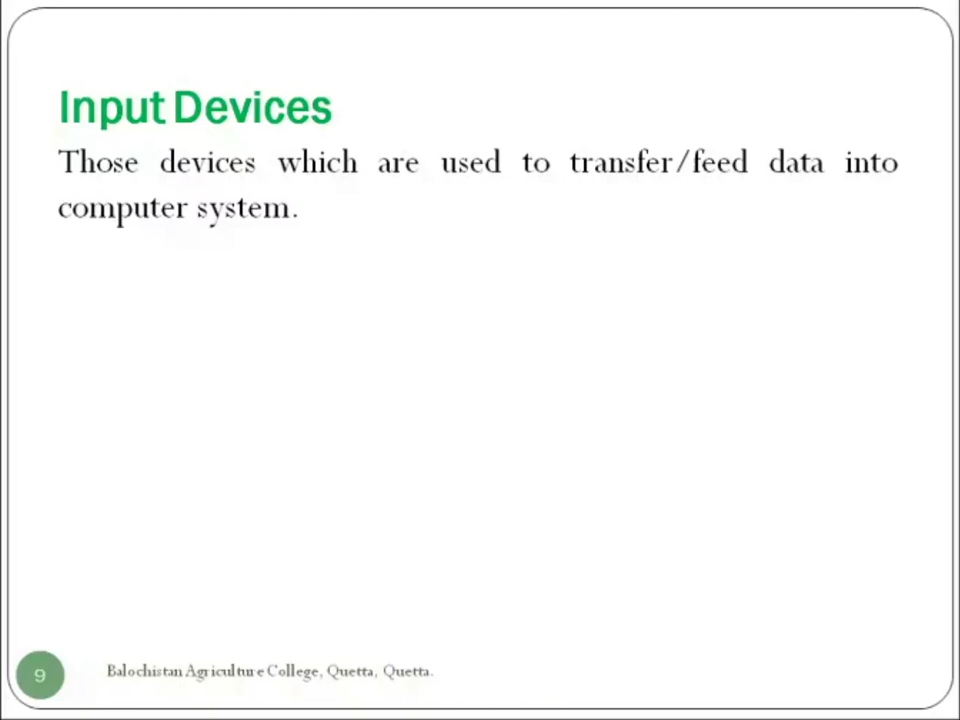 Input Devices
Those devices which are used to transfer/feed data into
computer system.
9
Balochistan Agriculture College, Quetta, Quetta.